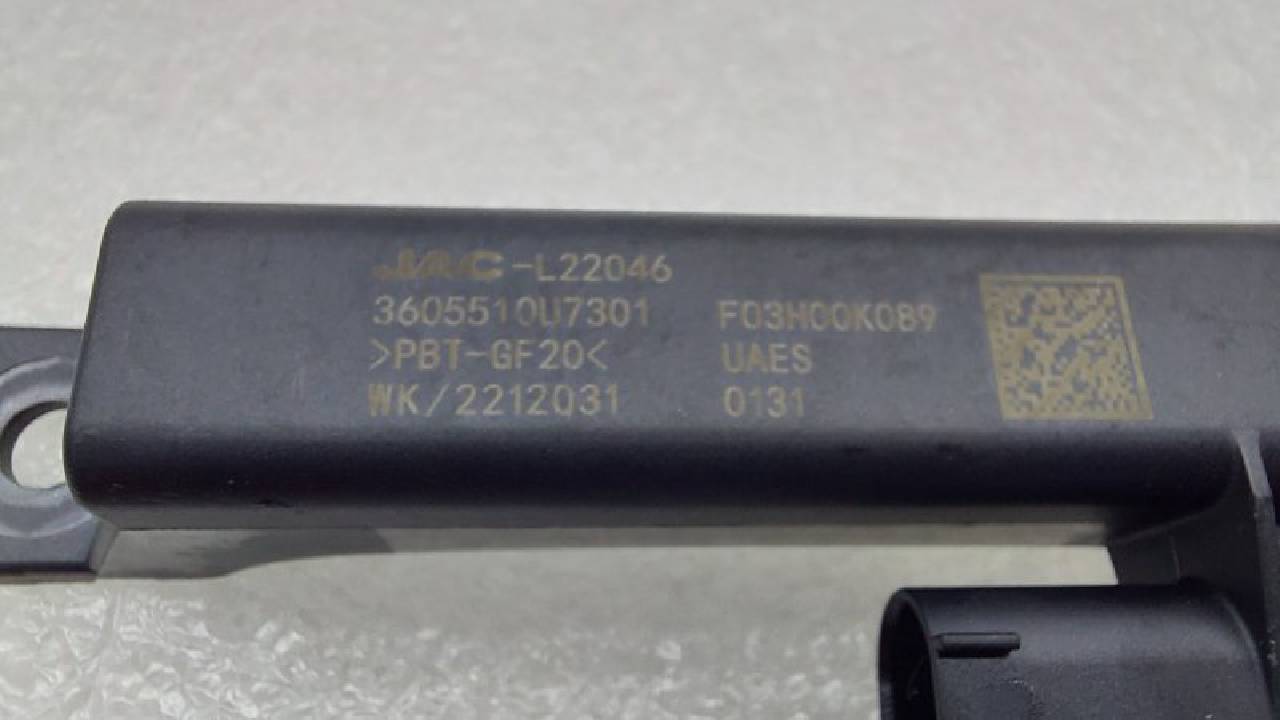 JAC-L22046
3605510U7301 F03H00K089
>PBT-GF20< UAES
WK/2212031 0131